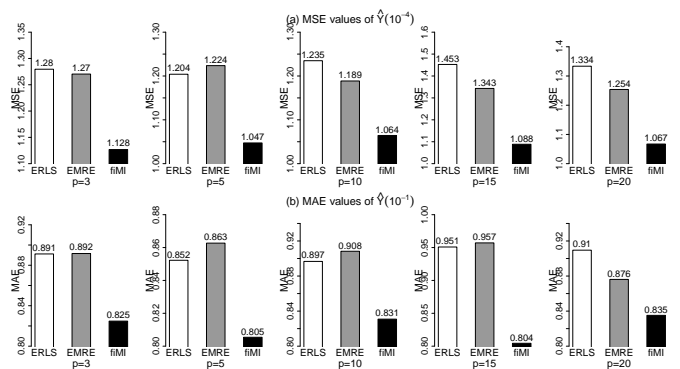 (a) MSE values of Ŷ(10⁻⁴)
MSE
1.10 1.15 1.20 1.25 1.30 1.35
1.28 1.27 1.128
ERLS EMRE fiMI
p=3
MSE
1.00 1.10 1.20 1.30
1.204 1.224 1.047
ERLS EMRE fiMI
p=5
MSE
1.00 1.10 1.20 1.30
1.235 1.189 1.064
ERLS EMRE fiMI
p=10
MSE
1.0 1.1 1.2 1.3 1.4 1.5 1.6
1.453 1.343 1.088
ERLS EMRE fiMI
p=15
MSE
1.0 1.1 1.2 1.3 1.4
1.334 1.254 1.067
ERLS EMRE fiMI
p=20
(b) MAE values of Ŷ(10⁻¹)
MAE
0.80 0.84 0.88 0.92
0.891 0.892 0.825
ERLS EMRE fiMI
p=3
MAE
0.80 0.82 0.84 0.86 0.88
0.852 0.863 0.805
ERLS EMRE fiMI
p=5
MAE
0.80 0.84 0.88 0.92
0.897 0.908 0.831
ERLS EMRE fiMI
p=10
MAE
0.80 0.85 0.90 0.95 1.00
0.951 0.957 0.804
ERLS EMRE fiMI
p=15
MAE
0.80 0.84 0.88 0.92
0.91 0.876 0.835
ERLS EMRE fiMI
p=20